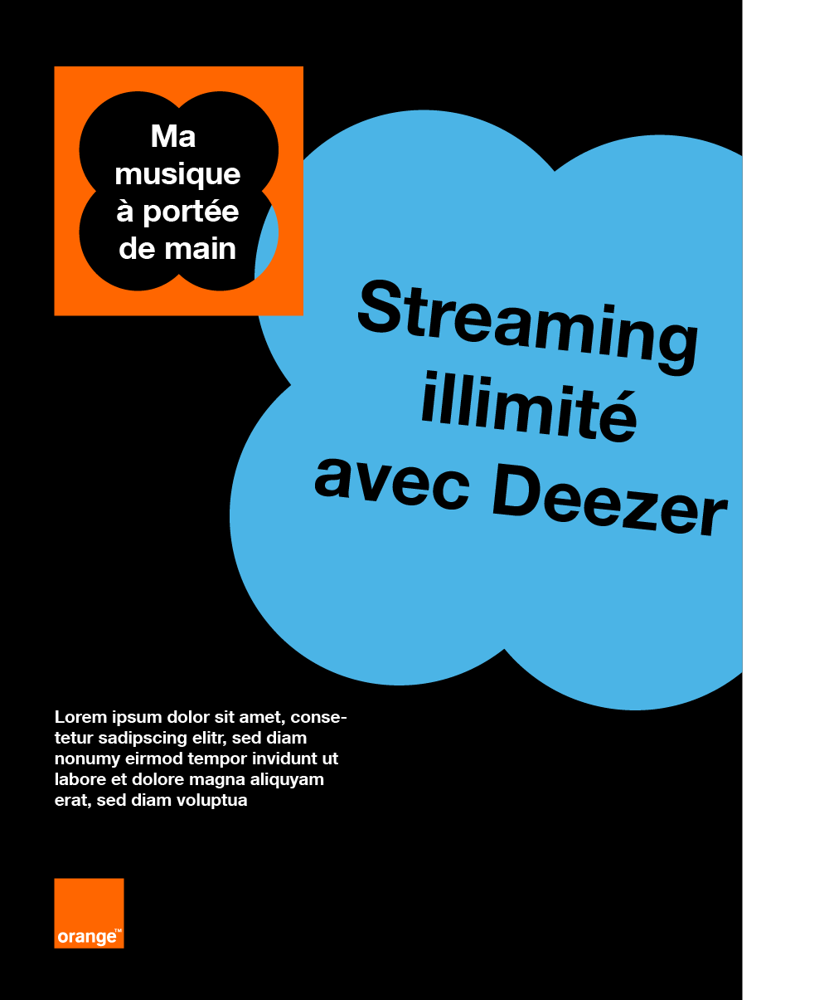 Ma
musique
à portée
de main
Streaming
illimité
avec Deezer
Lorem ipsum dolor sit amet, conse-
tetur sadipscing elitr, sed diam
nonumy eirmod tempor invidunt ut
labore et dolore magna aliquyam
erat, sed diam voluptua
orange™